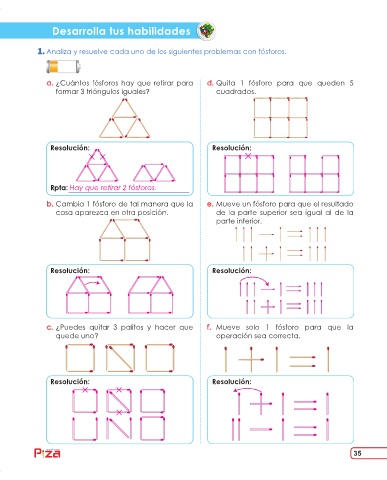 Desarrolla tus habilidades
1. Analiza y resuelve cada uno de los siguientes problemas con fósforos.
a. ¿Cuántos fósforos hay que retirar para
formar 3 triángulos iguales?
Resolución:
Rpta: Hay que retirar 2 fósforos.
b. Cambia 1 fósforo de tal manera que la
casa aparezca en otra posición.
Resolución:
c. ¿Puedes quitar 3 palitos y hacer que
quede uno?
Resolución:
d. Quita 1 fósforo para que queden 5
cuadrados.
Resolución:
e. Mueve un fósforo para que el resultado
de la parte superior sea igual al de la
parte inferior.
Resolución:
f. Mueve solo 1 fósforo para que la
operación sea correcta.
Resolución:
Piza
35